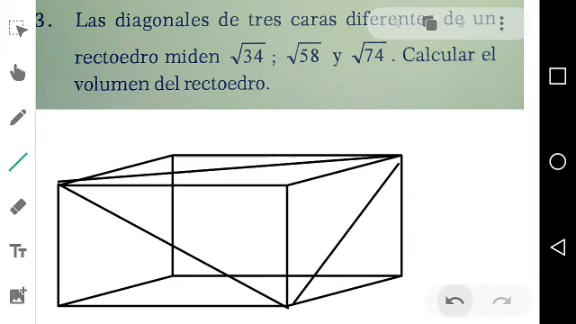 3. Las diagonales de tres caras diferentes de un
rectoedro miden √34 ; √58 y √74 . Calcular el
volumen del rectoedro.
TT